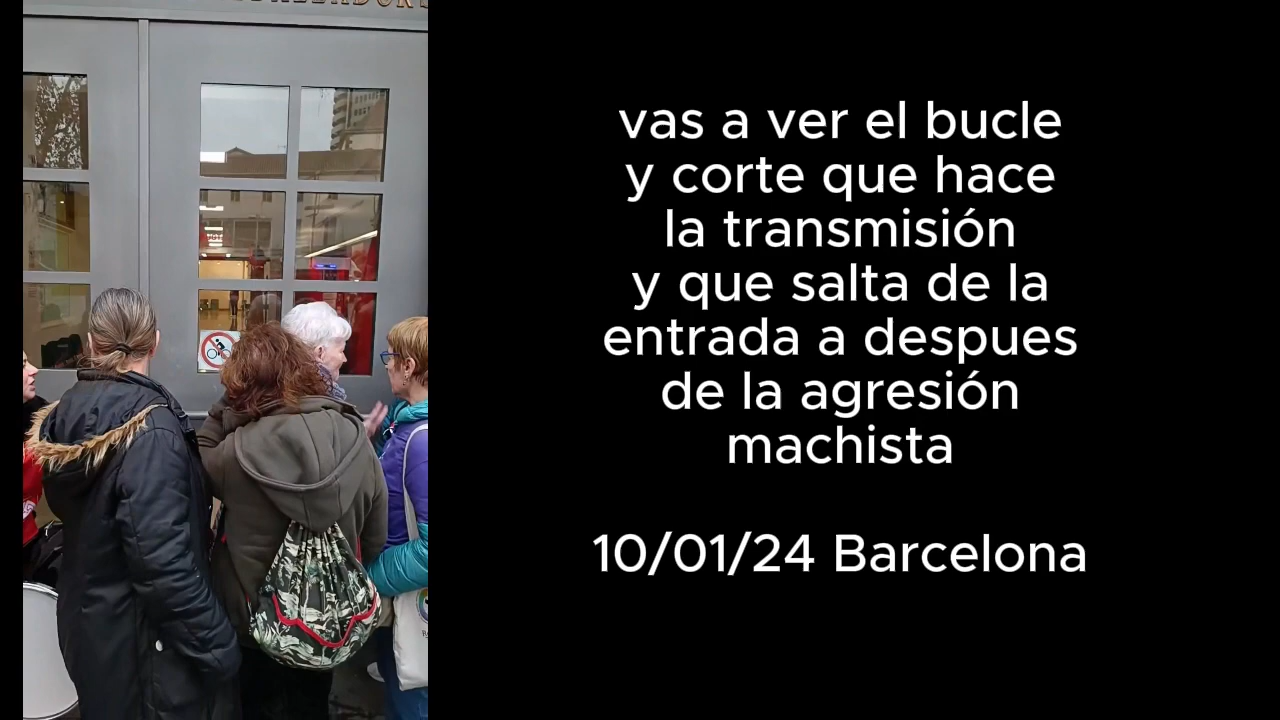 vas a ver el bucle
y corte que hace
la transmisión
y que salta de la
entrada a despues
de la agresión
machista
10/01/24 Barcelona